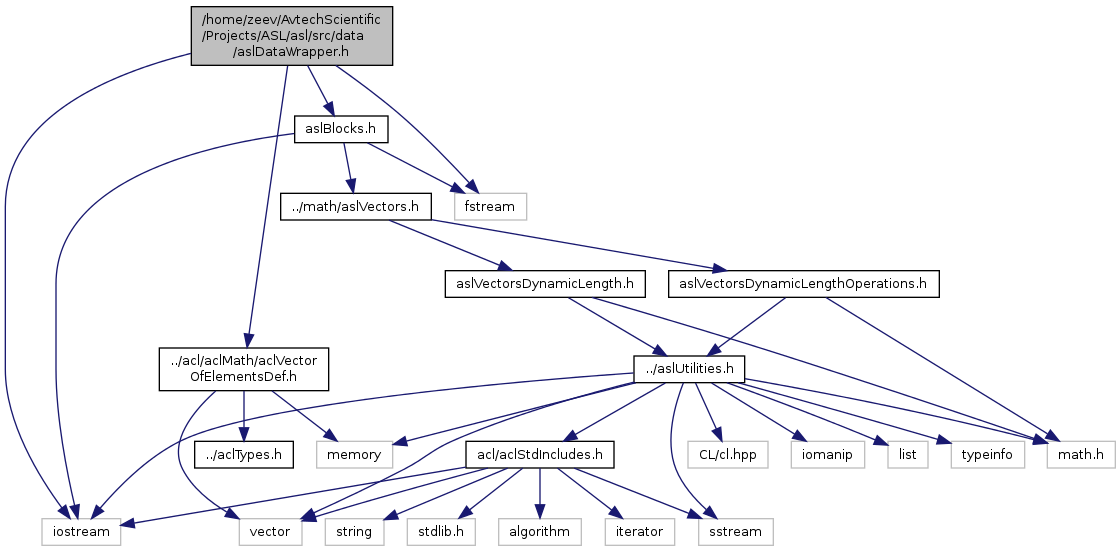 /home/zeev/AvtechScientific
/Projects/ASL/asl/src/data
/aslDataWrapper.h
aslBlocks.h
../math/aslVectors.h
fstream
aslVectorsDynamicLength.h
aslVectorsDynamicLengthOperations.h
../acl/aclMath/aclVector
OfElementsDef.h
../aslUtilities.h
../aclTypes.h
memory
acl/aclStdIncludes.h
CL/cl.hpp
iomanip
list
typeinfo
math.h
iostream
vector
string
stdlib.h
algorithm
iterator
sstream